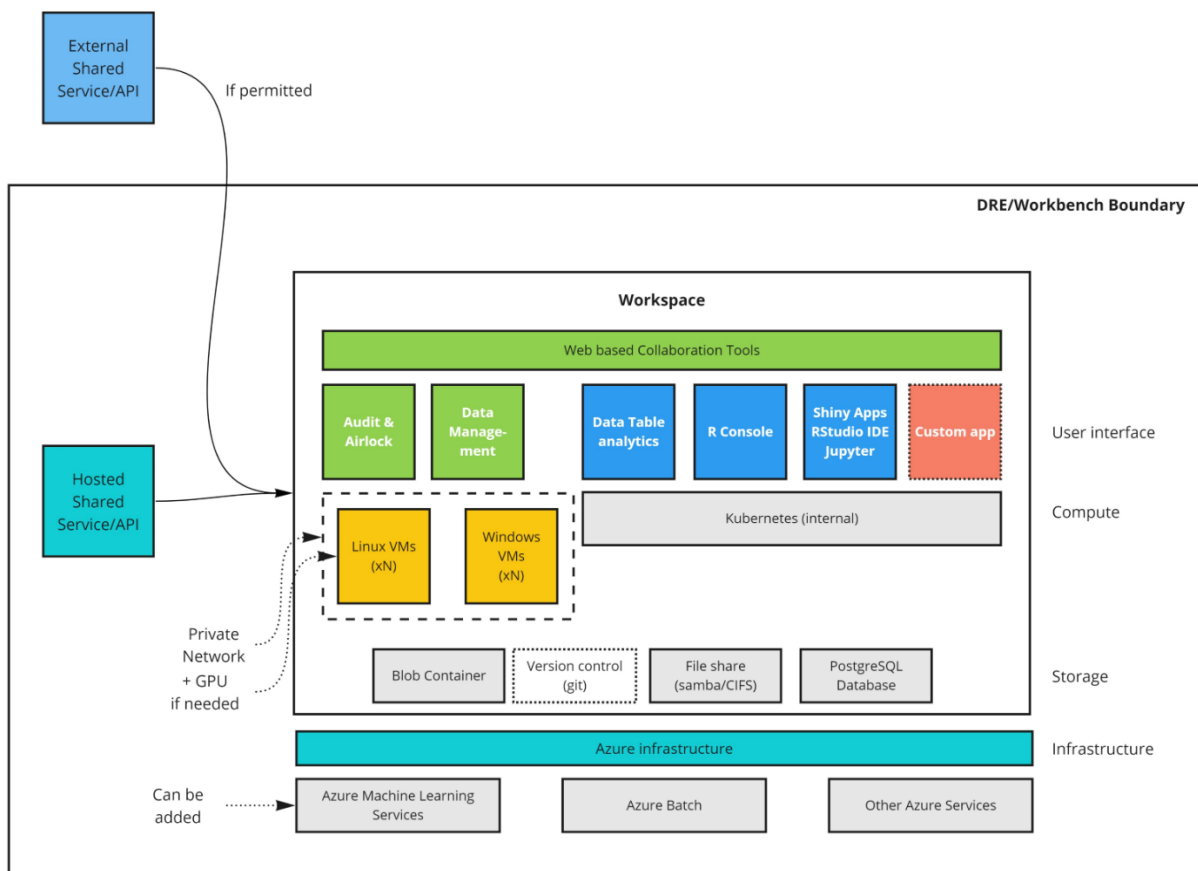 External
Shared
Service/API
If permitted
DRE/Workbench Boundary
Workspace
Web based Collaboration Tools
Audit &
Airlock
Data
Manage-
ment
Data Table
analytics
R Console
Shiny Apps
RStudio IDE
Jupyter
Custom app
User interface
Hosted
Shared
Service/API
Linux VMs
(xN)
Windows
VMs
(xN)
Kubernetes (internal)
Compute
Private
Network
+ GPU
if needed
Blob Container
Version control
(git)
File share
(samba/CIFS)
PostgreSQL
Database
Storage
Azure infrastructure
Infrastructure
Can be
added
Azure Machine Learning
Services
Azure Batch
Other Azure Services